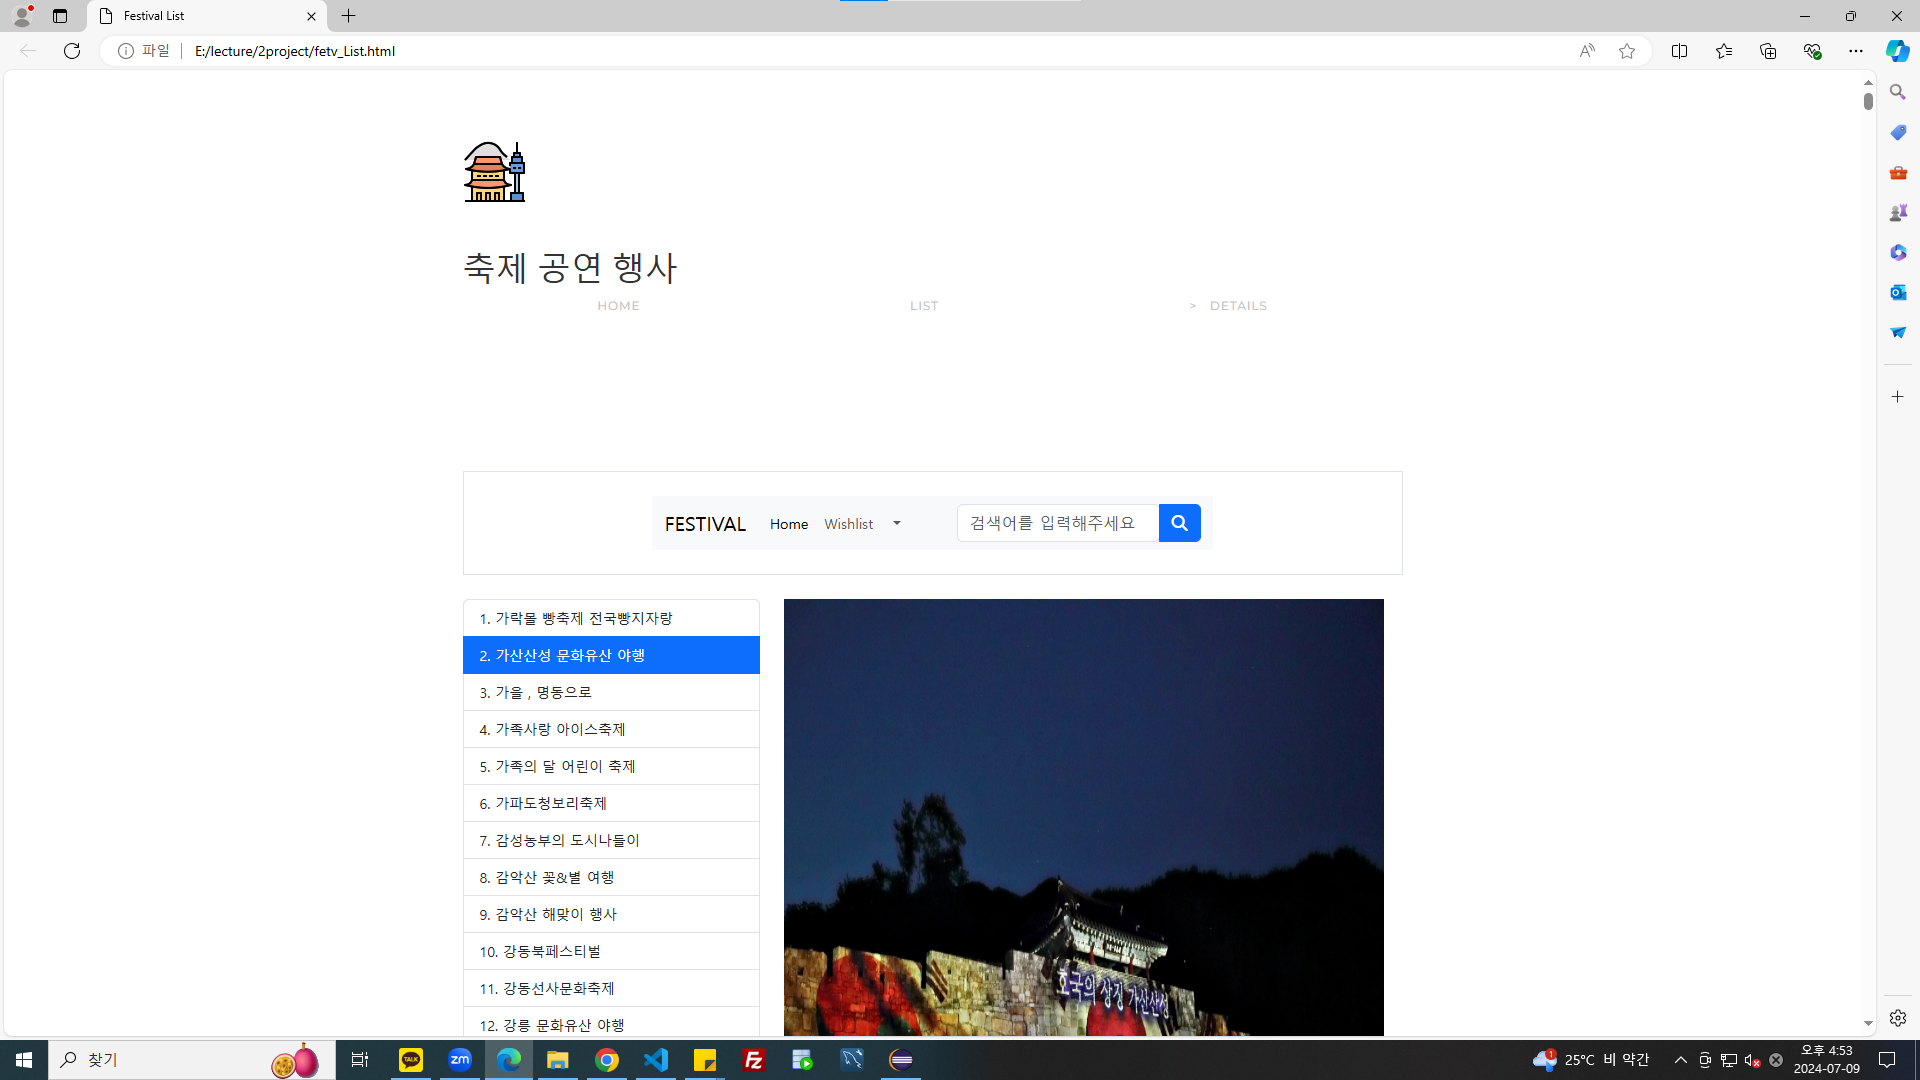 Festival List
파일
E:/lecture/2project/fetv_List.html
축제 공연 행사
HOME
LIST
> DETAILS
FESTIVAL
Home
Wishlist
검색어를 입력해주세요
1. 가락몰 빵축제 전국빵지자랑
2. 가산산성 문화유산 야행
3. 가을 , 명동으로
4. 가족사랑 아이스축제
5. 가족의 달 어린이 축제
6. 가파도청보리축제
7. 감성농부의 도시나들이
8. 감악산 꽃&별 여행
9. 감악산 해맞이 행사
10. 강동북페스티벌
11. 강동선사문화축제
12. 강릉 문화유산 야행
호국의 상징 가산산성
찾기
TALK
zm
1
25°C 비 약간
오후 4:53
2024-07-09